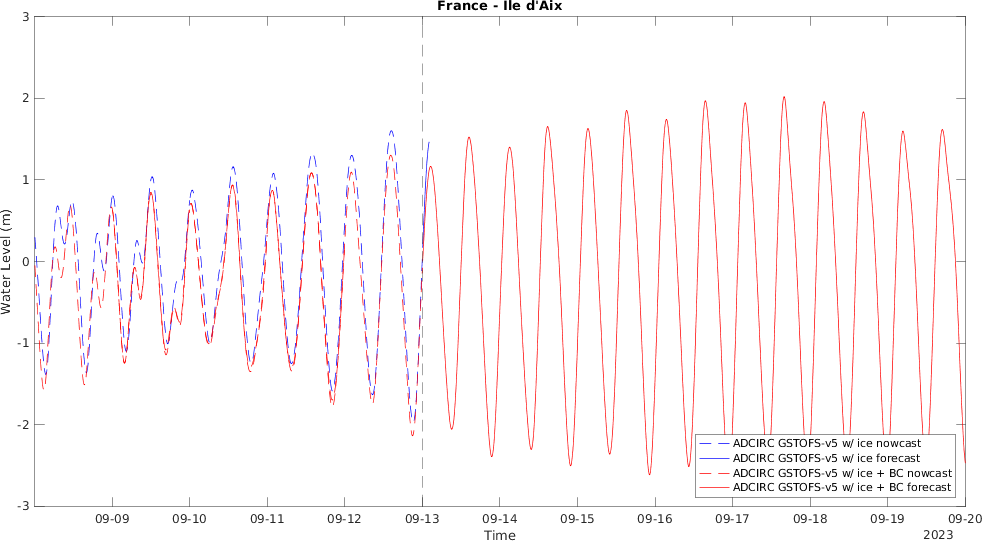 France - Ile d'Aix
3
2
1
0
-1
-2
-3
Water Level (m)
ADCIRC GSTOFS-v5 w/ ice nowcast
ADCIRC GSTOFS-v5 w/ ice forecast
ADCIRC GSTOFS-v5 w/ ice + BC nowcast
ADCIRC GSTOFS-v5 w/ ice + BC forecast
09-09 09-10 09-11 09-12 09-13 09-14 09-15 09-16 09-17 09-18 09-19 09-20
Time
2023